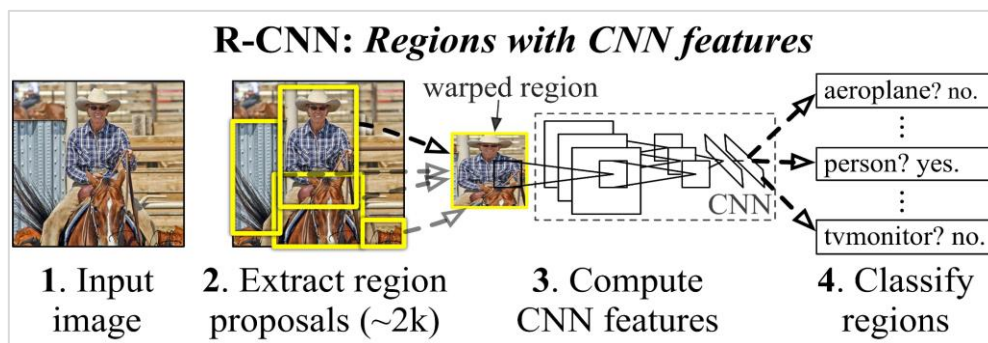 R-CNN: Regions with CNN features
warped region
aeroplane? no.
person? yes.
tvmonitor? no.
CNN
1. Input
image
2. Extract region
proposals (~2k)
3. Compute
CNN features
4. Classify
regions